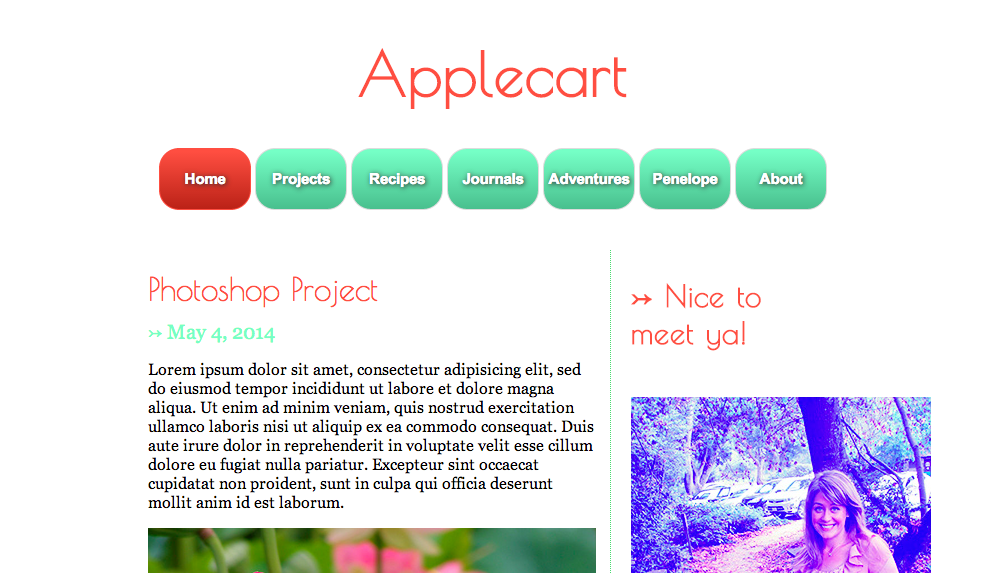 Applecart
Home Projects Recipes Journals Adventures Penelope About
Photoshop Project
↣ May 4, 2014
Lorem ipsum dolor sit amet, consectetur adipisicing elit, sed
do eiusmod tempor incididunt ut labore et dolore magna
aliqua. Ut enim ad minim veniam, quis nostrud exercitation
ullamco laboris nisi ut aliquip ex ea commodo consequat. Duis
aute irure dolor in reprehenderit in voluptate velit esse cillum
dolore eu fugiat nulla pariatur. Excepteur sint occaecat
cupidatat non proident, sunt in culpa qui officia deserunt
mollit anim id est laborum.
↣ Nice to
meet ya!